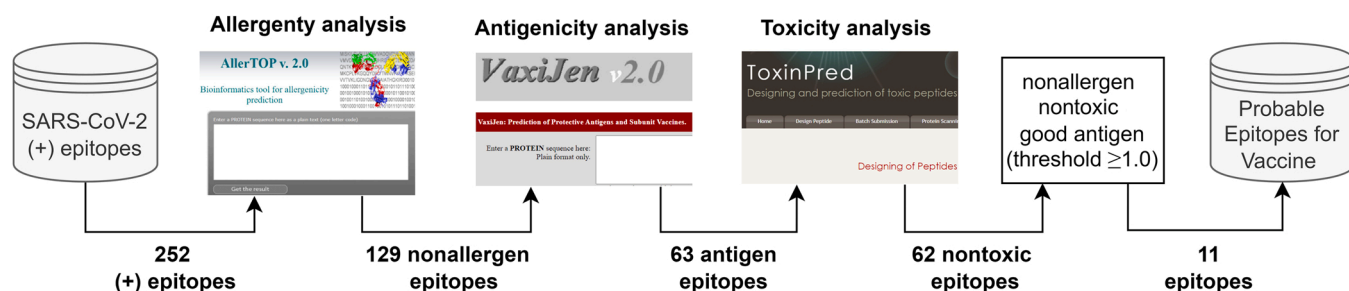 Allergenty analysis
Antigenicity analysis
Toxicity analysis
SARS-CoV-2
(+) epitopes
AllerTOP v. 2.0
Bioinformatics tool for allergenicity
prediction
Enter a PROTEIN sequence here as a plain text (one letter code)
Get the result
VaxiJen v2.0
VaxiJen: Prediction of Protective Antigens and Subunit Vaccines.
Enter a PROTEIN sequence here:
Plain format only.
ToxinPred
Designing and prediction of toxic peptides
Home
Design Peptide
Batch Submission
Protein Scannin
Designing of Peptides
nonallergen
nontoxic
good antigen
(threshold ≥1.0)
Probable
Epitopes for
Vaccine
252
(+) epitopes
129 nonallergen
epitopes
63 antigen
epitopes
62 nontoxic
epitopes
11
epitopes